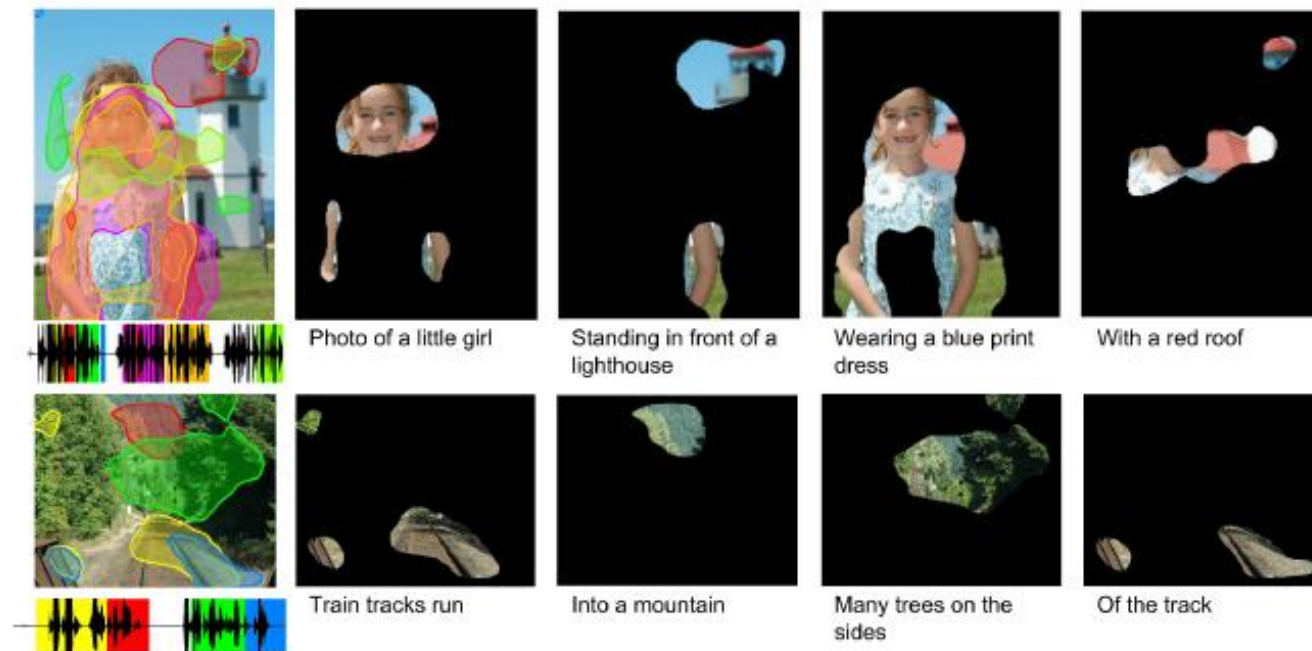 Photo of a little girl
Standing in front of a
lighthouse
Wearing a blue print
dress
With a red roof
Train tracks run
Into a mountain
Many trees on the
sides
Of the track